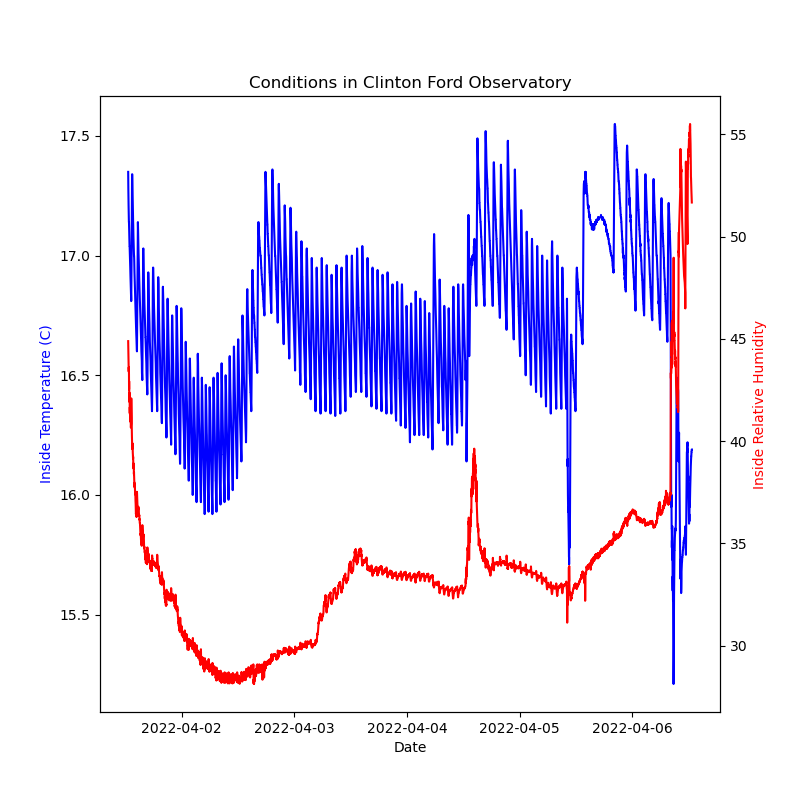 Conditions in Clinton Ford Observatory
17.5
17.0
16.5
16.0
15.5
Inside Temperature (C)
55
50
45
40
35
30
Inside Relative Humidity
2022-04-02 2022-04-03 2022-04-04 2022-04-05 2022-04-06
Date